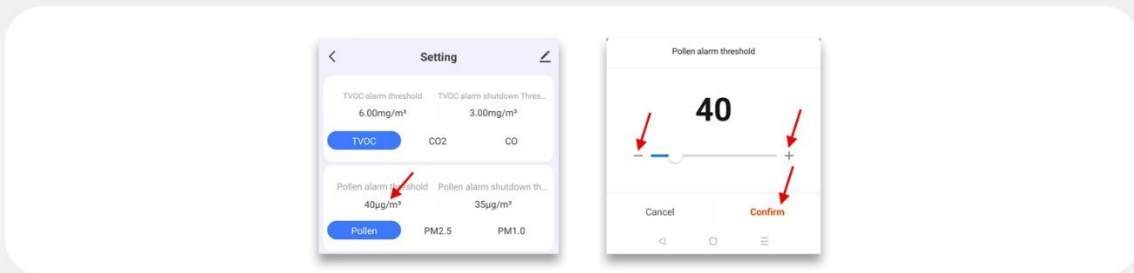 Setting
TVOC alarm threshold TVOC alarm shutdown Thres...
6.00mg/m³ 3.00mg/m³
TVOC CO2 CO
Pollen alarm threshold Pollen alarm shutdown th...
40μg/m³ 35μg/m³
Pollen PM2.5 PM1.0
Pollen alarm threshold
40
Cancel Confirm